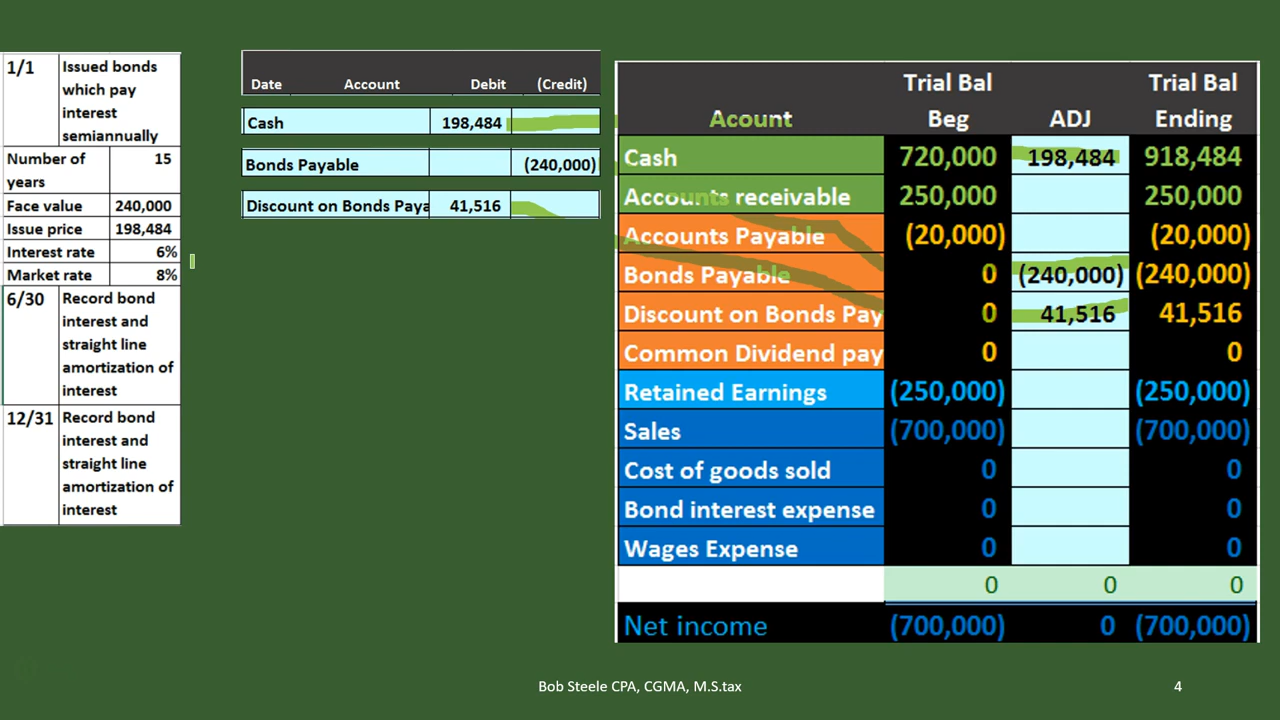 1/1 Issued bonds
which pay
interest
semiannually
Number of 15
years
Face value 240,000
Issue price 198,484
Interest rate 6%
Market rate 8%
6/30 Record bond
interest and
straight line
amortization of
interest
12/31 Record bond
interest and
straight line
amortization of
interest
Date Account Debit (Credit)
Cash 198,484
Bonds Payable (240,000)
Discount on Bonds Paya 41,516
Trial Bal Trial Bal
Acount Beg ADJ Ending
Cash 720,000 198,484 918,484
Accounts receivable 250,000 250,000
Accounts Payable (20,000) (20,000)
Bonds Payable 0 (240,000) (240,000)
Discount on Bonds Pay 0 41,516 41,516
Common Dividend pay 0 0
Retained Earnings (250,000) (250,000)
Sales (700,000) (700,000)
Cost of goods sold 0 0
Bond interest expense 0 0
Wages Expense 0 0
0 0 0
Net income (700,000) 0 (700,000)
Bob Steele CPA, CGMA, M.S.tax 4